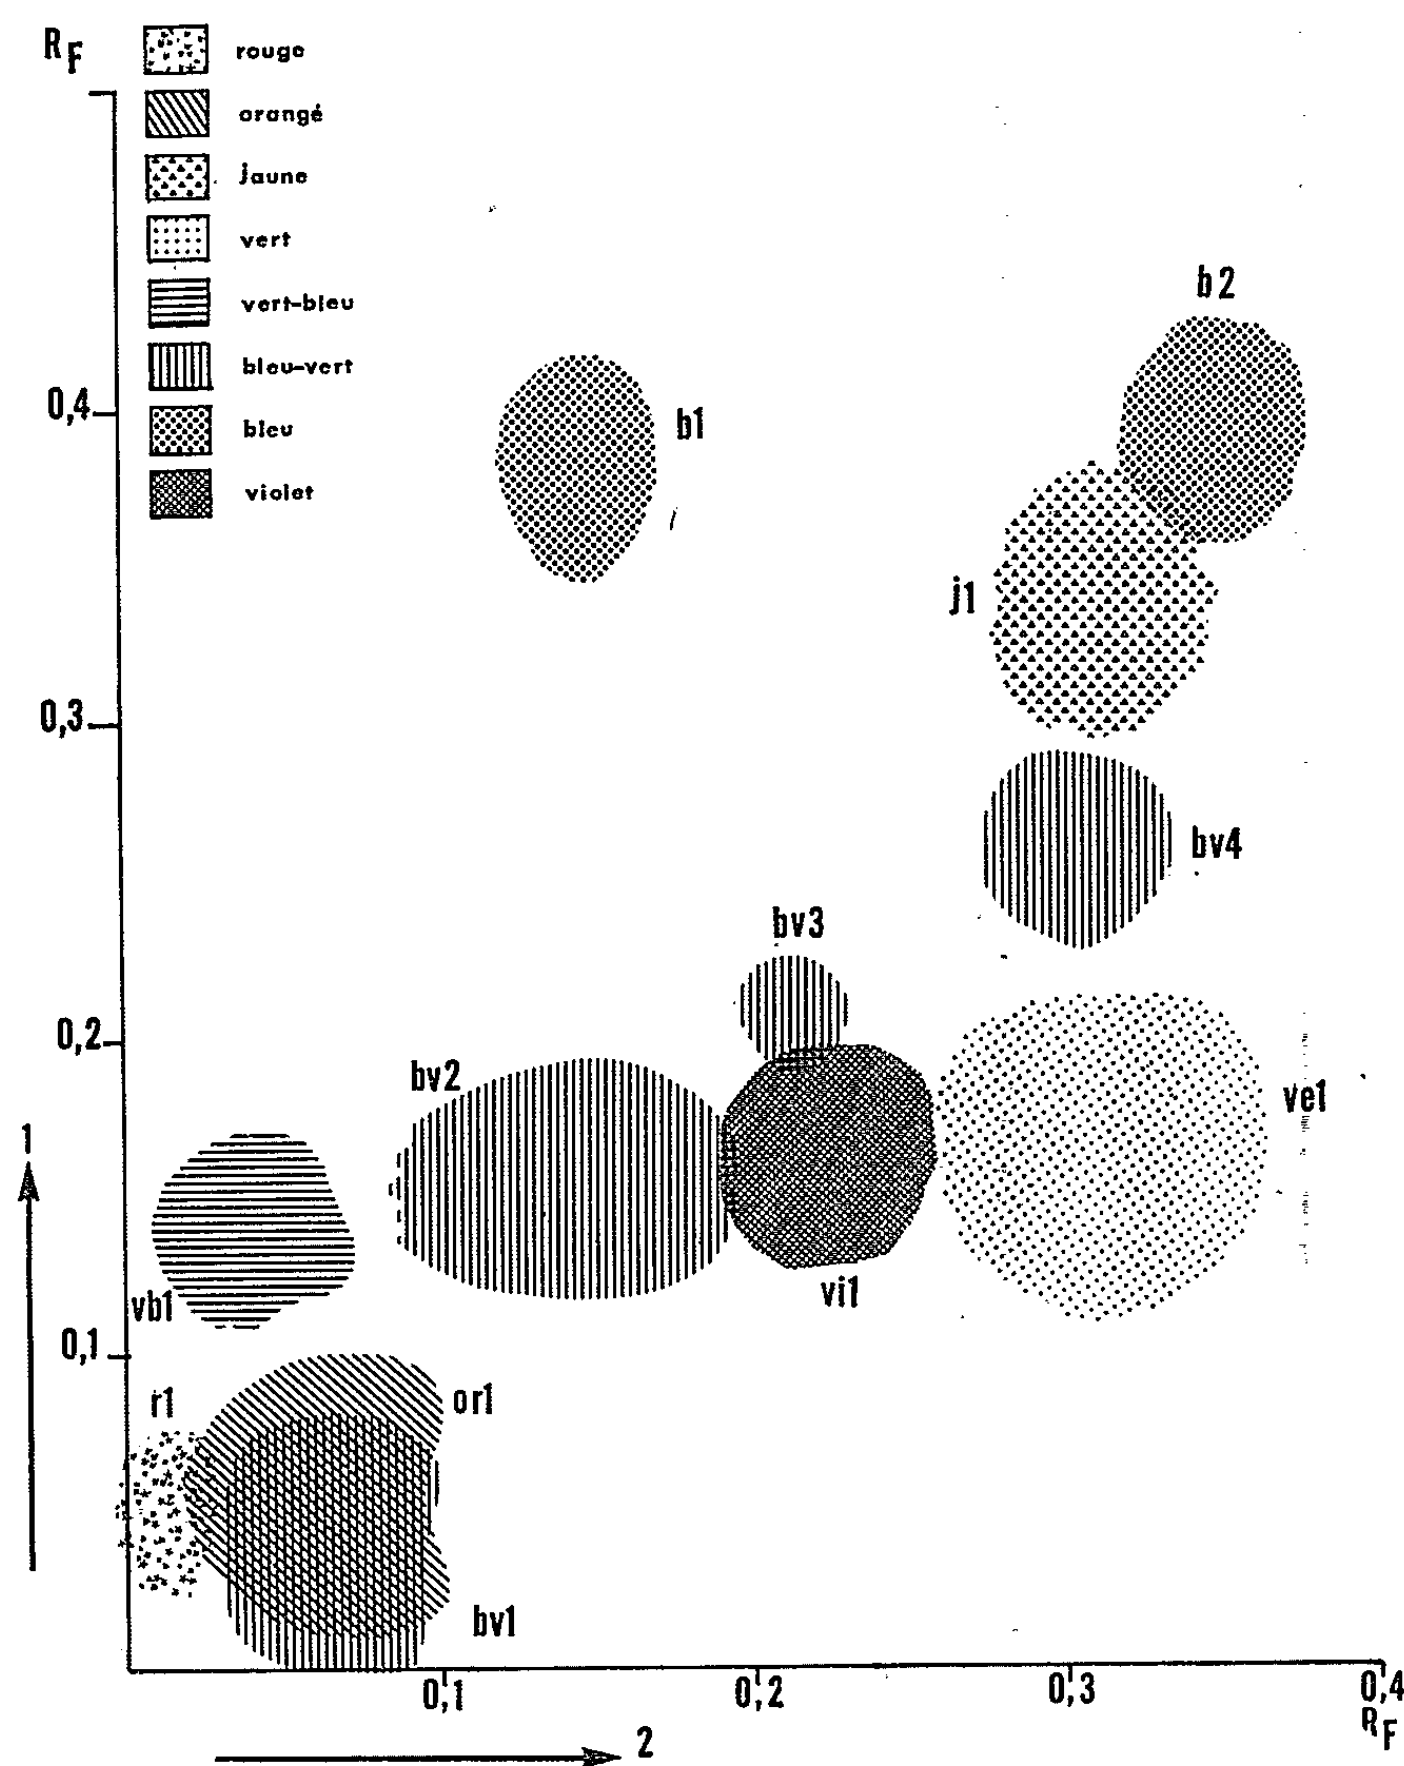 RF
rouge
orangé
jaune
vert
vert-bleu
bleu-vert
bleu
violet
b2
0,4
b1
j1
0,3
bv4
bv3
0,2
bv2
ve1
1
vi1
vb1
0,1
r1
or1
bv1
0,1
0,2
0,3
0,4
RF
2